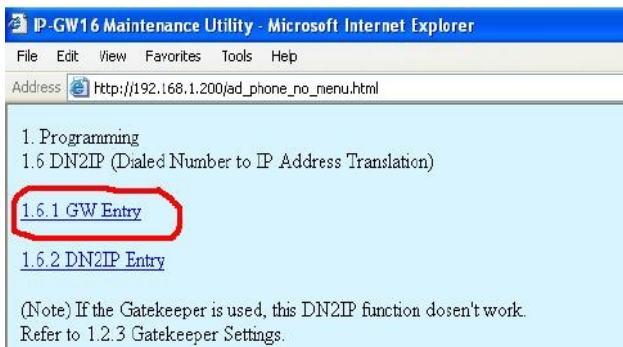 IP-GW16 Maintenance Utility - Microsoft Internet Explorer
File Edit View Favorites Tools Help
Address http://192.168.1.200/ad_phone_no_menu.html
1. Programming
1.6 DN2IP (Dialed Number to IP Address Translation)
1.6.1 GW Entry
1.6.2 DN2IP Entry
(Note) If the Gatekeeper is used, this DN2IP function dosen't work.
Refer to 1.2.3 Gatekeeper Settings.